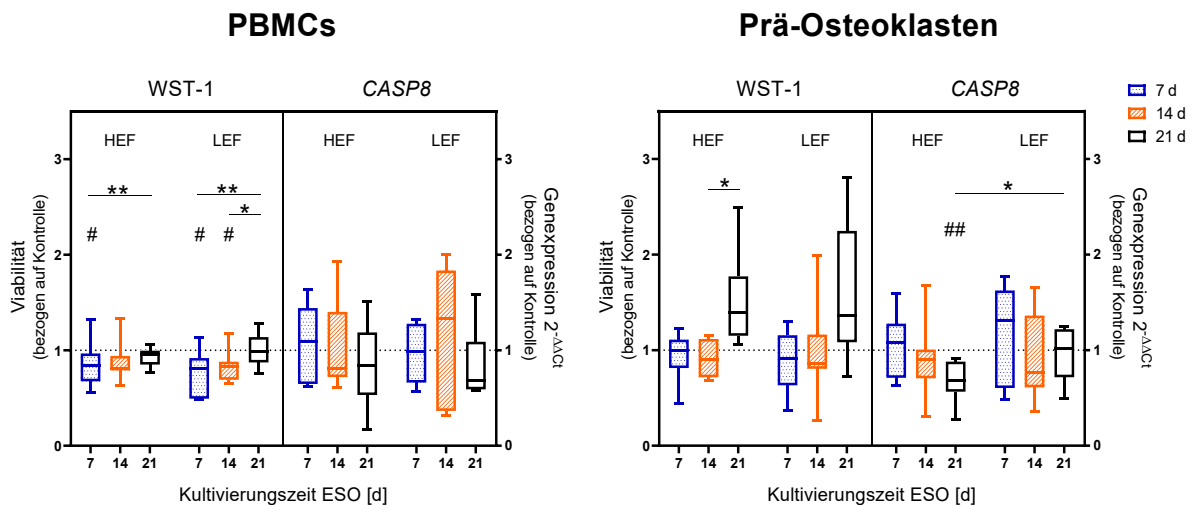 PBMCs
WST-1
CASP8
HEF
LEF
HEF
LEF
**
**
*
#
#
#
3
2
1
0
3
2
1
0
Viabilität
(bezogen auf Kontrolle)
Genexpression 2^-ΔΔCt
(bezogen auf Kontrolle)
7 14 21 7 14 21 7 14 21 7 14 21
Kultivierungszeit ESO [d]
Prä-Osteoklasten
WST-1
CASP8
HEF
LEF
HEF
LEF
*
*
##
3
2
1
0
3
2
1
0
Viabilität
(bezogen auf Kontrolle)
Genexpression 2^-ΔΔCt
(bezogen auf Kontrolle)
7 14 21 7 14 21 7 14 21 7 14 21
Kultivierungszeit ESO [d]
7 d
14 d
21 d